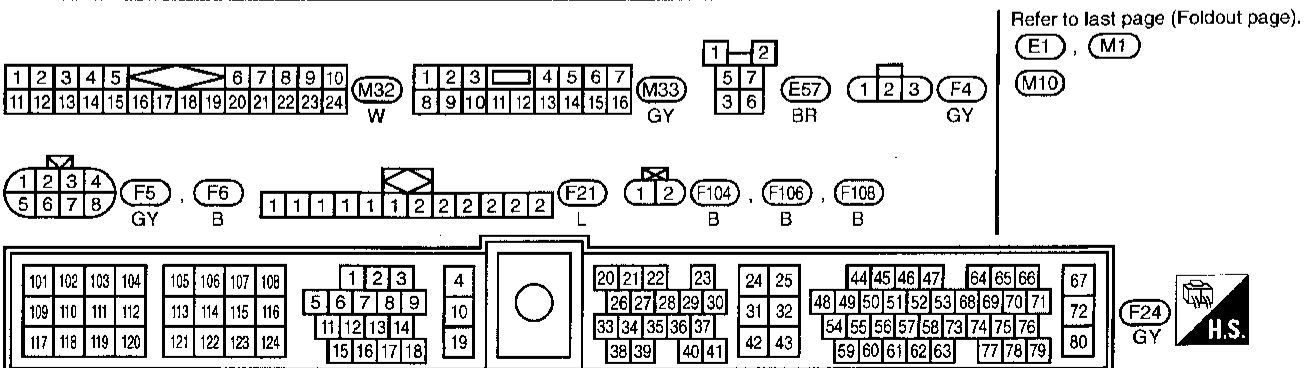 Refer to last page (Foldout page).
E1 , M1
M10
1 2 3 4 5 6 7 8 9 10
11 12 13 14 15 16 17 18 19 20 21 22 23 24
M32
W
1 2 3 4 5 6 7
8 9 10 11 12 13 14 15 16
M33
GY
1 2
5 7
3 6
E57
BR
1 2 3
F4
GY
1 2 3 4
5 6 7 8
F5
GY
, F6
B
1 1 1 1 1 1 2 2 2 2 2 2
F21
L
1 2
F104 , F106 , F108
B B B
101 102 103 104 105 106 107 108
109 110 111 112 113 114 115 116
117 118 119 120 121 122 123 124
1 2 3
5 6 7 8 9
11 12 13 14
15 16 17 18
4
10
19
20 21 22 23
26 27 28 29 30
33 34 35 36 37
38 39 40 41
24 25
31 32
42 43
44 45 46 47 64 65 66
48 49 50 51 52 53 68 69 70 71
54 55 56 57 58 73 74 75 76
59 60 61 62 63 77 78 79
67
72
80
F24
GY
H.S.